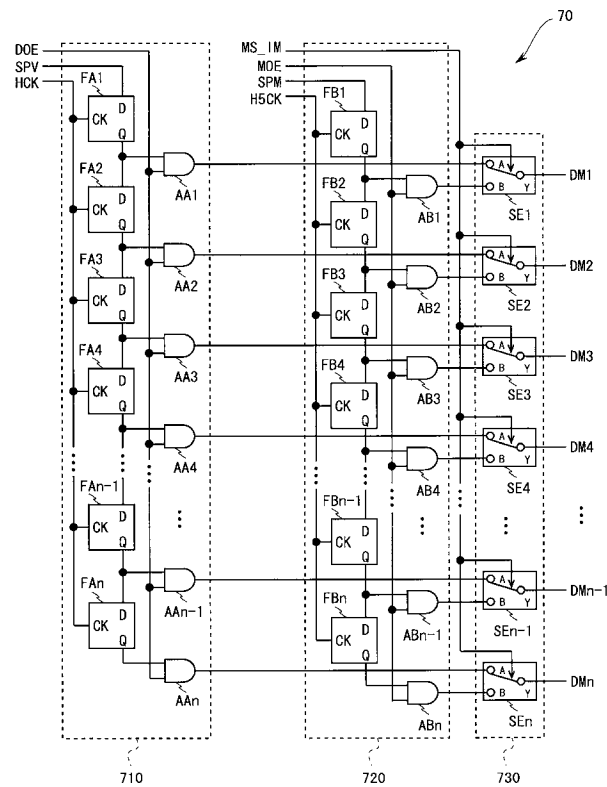 70
DOE
SPV
HCK
MS_IM
MOE
SPM
H5CK
FA1
CK D Q
AA1
FB1
CK D Q
AB1
A B Y
SE1
DM1
FA2
CK D Q
AA2
FB2
CK D Q
AB2
A B Y
SE2
DM2
FA3
CK D Q
AA3
FB3
CK D Q
AB3
A B Y
SE3
DM3
FA4
CK D Q
AA4
FB4
CK D Q
AB4
A B Y
SE4
DM4
FAn-1
CK D Q
AAn-1
FBn-1
CK D Q
ABn-1
A B Y
SEn-1
DMn-1
FAn
CK D Q
AAn
FBn
CK D Q
ABn
A B Y
SEn
DMn
710
720
730